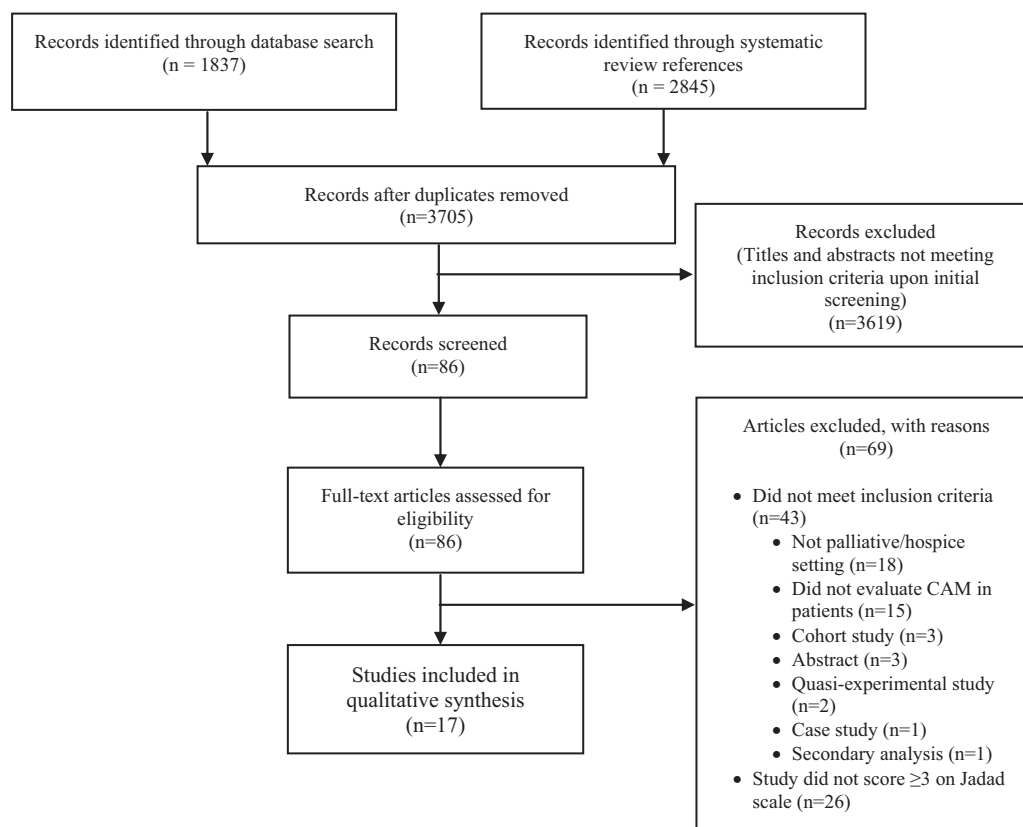 Records identified through database search
(n = 1837)
Records identified through systematic
review references
(n = 2845)
Records after duplicates removed
(n=3705)
Records excluded
(Titles and abstracts not meeting
inclusion criteria upon initial
screening)
(n=3619)
Records screened
(n=86)
Full-text articles assessed for
eligibility
(n=86)
Articles excluded, with reasons
(n=69)
• Did not meet inclusion criteria
(n=43)
• Not palliative/hospice
setting (n=18)
• Did not evaluate CAM in
patients (n=15)
• Cohort study (n=3)
• Abstract (n=3)
• Quasi-experimental study
(n=2)
• Case study (n=1)
• Secondary analysis (n=1)
• Study did not score ≥3 on Jadad
scale (n=26)
Studies included in
qualitative synthesis
(n=17)